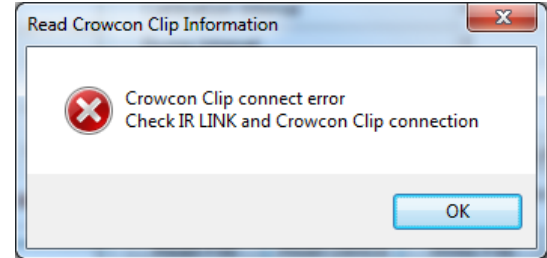 Read Crowcon Clip Information
Crowcon Clip connect error
Check IR LINK and Crowcon Clip connection
OK